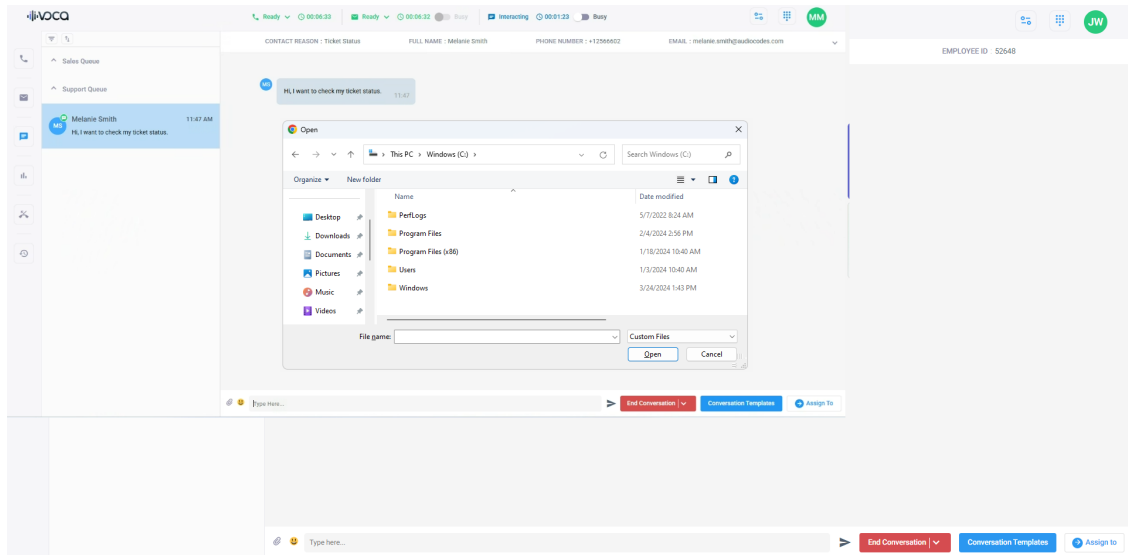 VOCA
Ready 00:06:33 Ready 00:06:32 Busy Interacting 00:01:23 Busy MM
JW
CONTACT REASON : Ticket Status FULL NAME : Melanie Smith PHONE NUMBER : +12566602 EMAIL : melanie.smith@audiocodes.com
EMPLOYEE ID : 52648
Sales Queue
Support Queue
MS Melanie Smith 11:47 AM
Hi, I want to check my ticket status.
MS Hi, I want to check my ticket status. 11:47
Open
This PC › Windows (C:) › Search Windows (C:)
Organize New folder
Name Date modified
Desktop
Downloads
Documents
Pictures
Music
Videos
PerfLogs 5/7/2022 8:24 AM
Program Files 2/4/2024 2:56 PM
Program Files (x86) 1/18/2024 10:40 AM
Users 1/3/2024 10:40 AM
Windows 3/24/2024 1:43 PM
File name: Custom Files
Open Cancel
Type Here... End Conversation Conversation Templates Assign To
Type here... End Conversation Conversation Templates Assign to